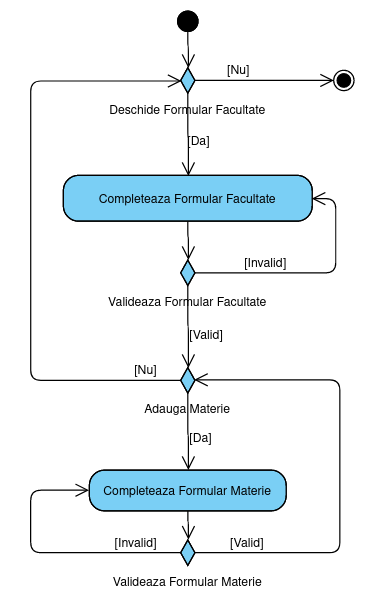 [Nu]
Deschide Formular Facultate
[Da]
Completeaza Formular Facultate
[Invalid]
Valideaza Formular Facultate
[Valid]
[Nu]
Adauga Materie
[Da]
Completeaza Formular Materie
[Invalid]
[Valid]
Valideaza Formular Materie